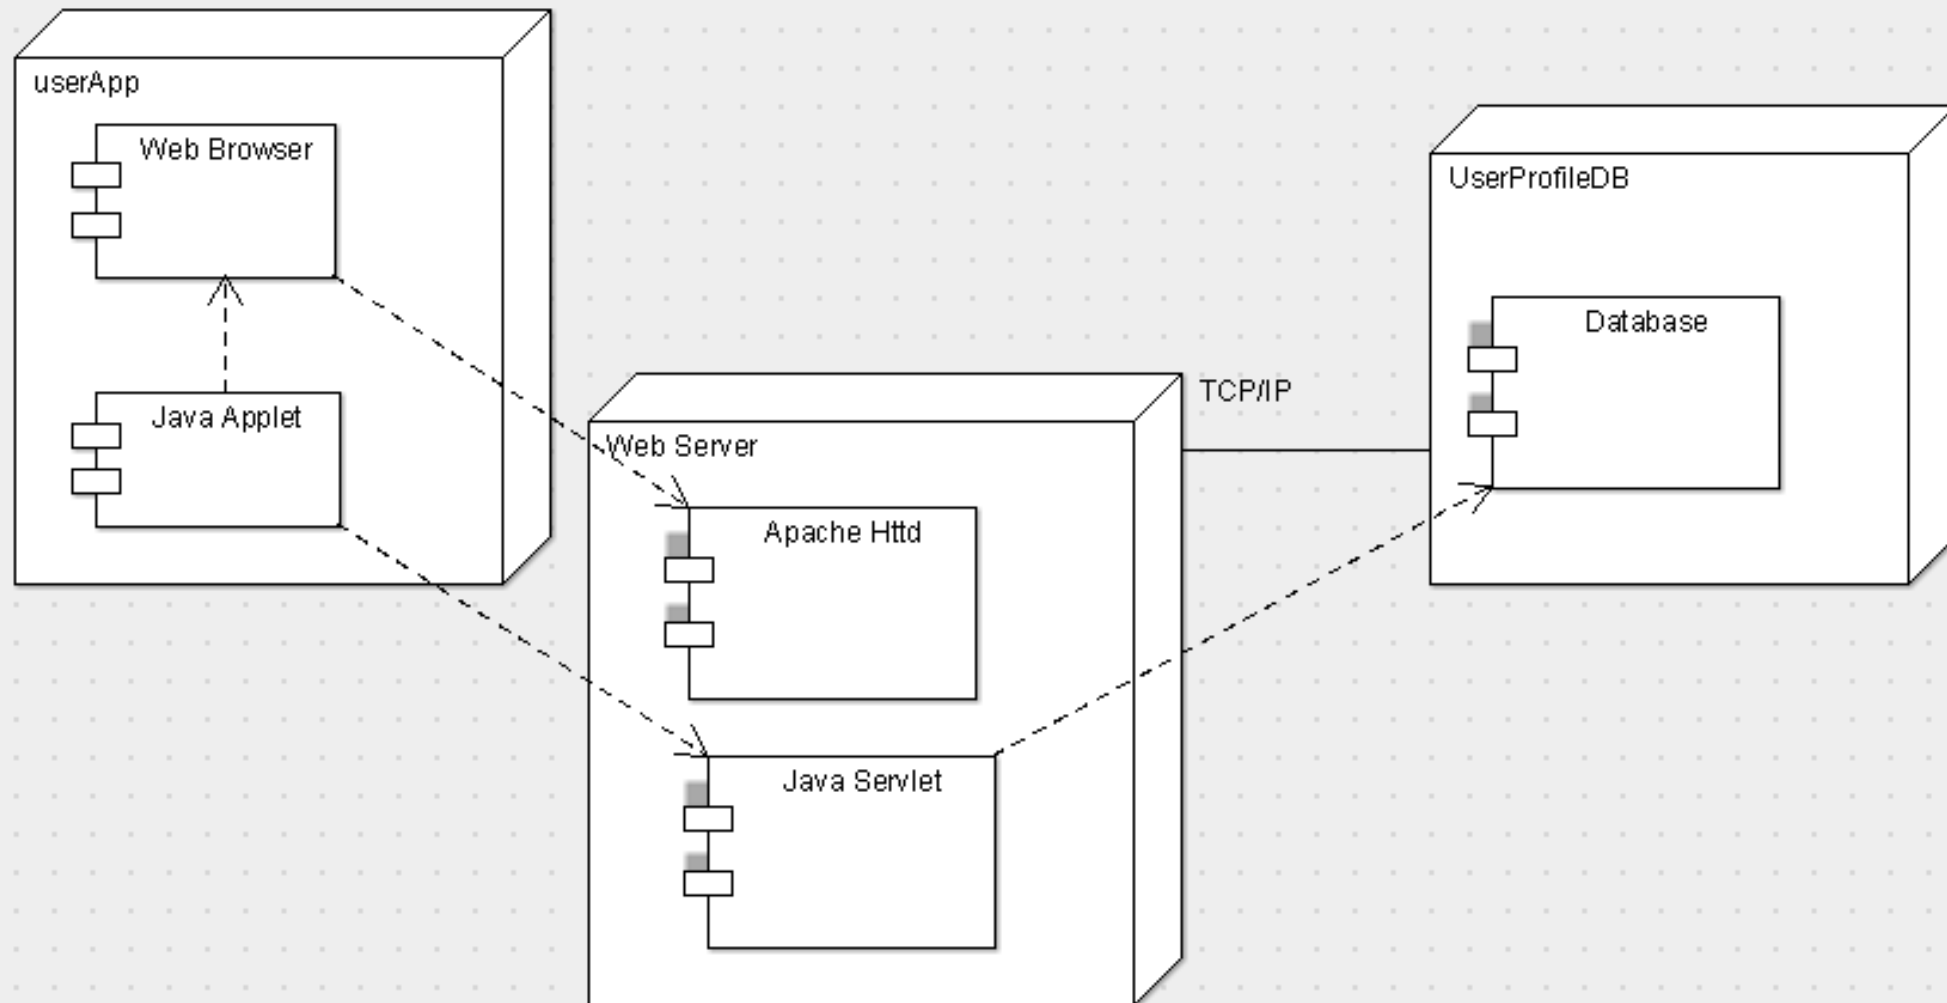 userApp
Web Browser
Java Applet
Web Server
Apache Httd
Java Servlet
TCP/IP
UserProfileDB
Database